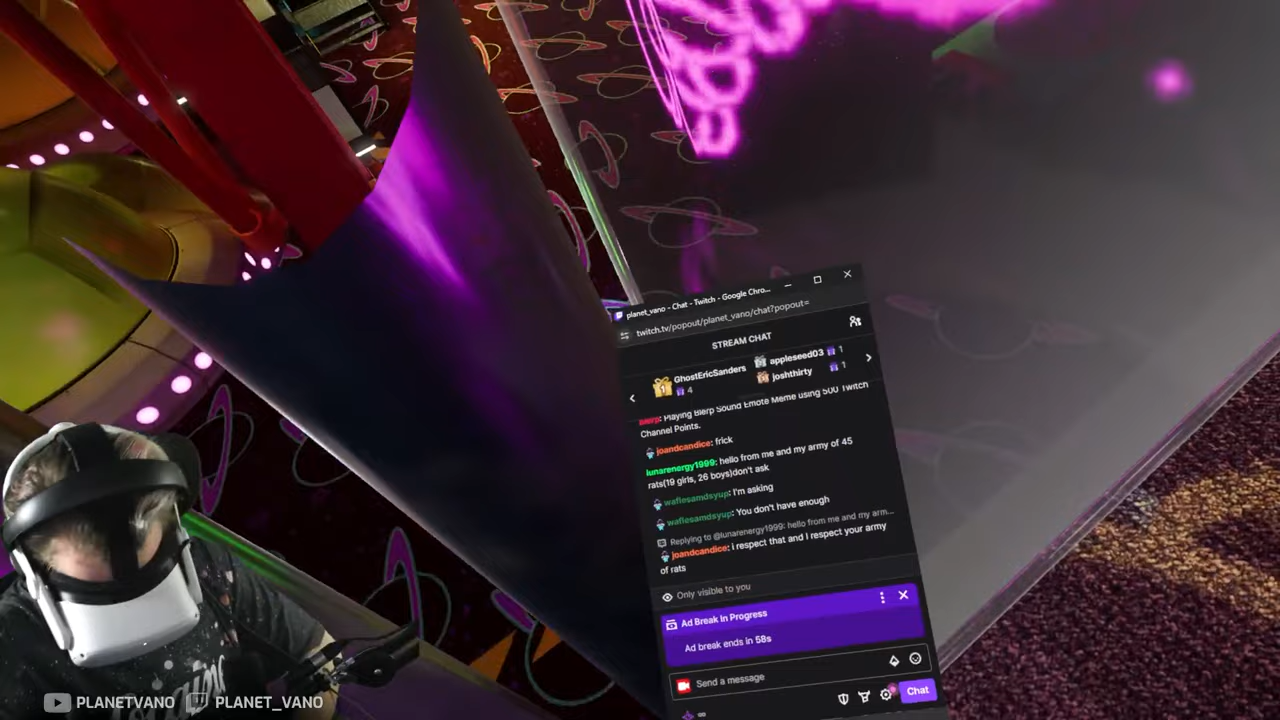 planet_vano - Chat - Twitch - Google Chro...
twitch.tv/popout/planet_vano/chat?popout=
STREAM CHAT
GhostEricSanders
4
appleseed03 1
joshthirty 1
Blerp: Playing Blerp Sound Emote Meme using 500 Twitch
Channel Points.
joandcandice: frick
lunarenergy1999: hello from me and my army of 45
rats(19 girls, 26 boys)don't ask
waflesamdsyup: I'm asking
waflesamdsyup: You don't have enough
Replying to @lunarenergy1999: hello from me and my arm...
joandcandice: i respect that and I respect your army
of rats
Only visible to you
Ad Break in Progress
Ad break ends in 58s
Send a message
Chat
PLANETVANO
PLANET_VANO